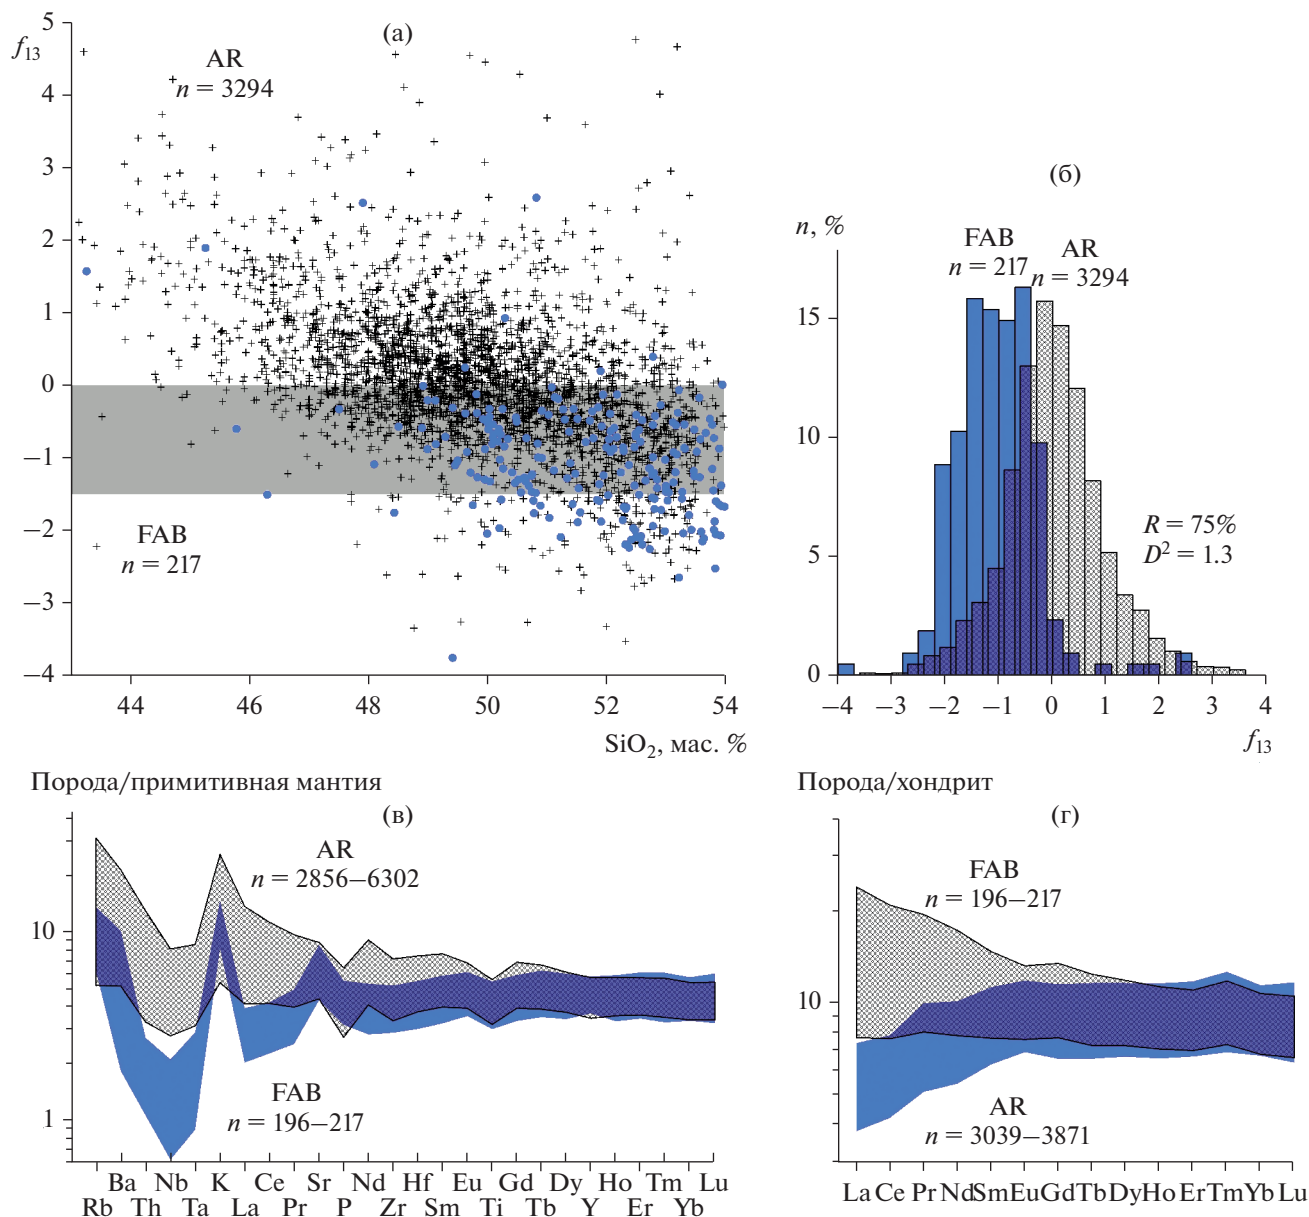 (а)
f13
5
4
3
2
1
0
−1
−2
−3
−4
AR
n = 3294
FAB
n = 217
44
46
48
50
52
54
SiO2, мас. %
(б)
n, %
15
10
5
0
FAB
n = 217
AR
n = 3294
R = 75%
D2 = 1.3
−4
−3
−2
−1
0
1
2
3
4
f13
Порода/примитивная мантия
(в)
10
1
AR
n = 2856–6302
FAB
n = 196–217
Rb Ba Th Nb Ta K La Ce Pr Sr P Nd Zr Hf Sm Eu Ti Gd Tb Dy Y Ho Er Tm Yb Lu
Порода/хондрит
(г)
10
FAB
n = 196–217
AR
n = 3039–3871
La Ce Pr Nd Sm Eu Gd Tb Dy Ho Er Tm Yb Lu